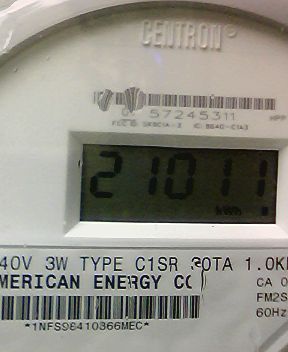 CENTRON®
57245311
21011
kWh
40V 3W TYPE C1SR 30TA 1.0K
MERICAN ENERGY CO
CA 0
FM2S
60Hz
*1NFS98410366MEC*